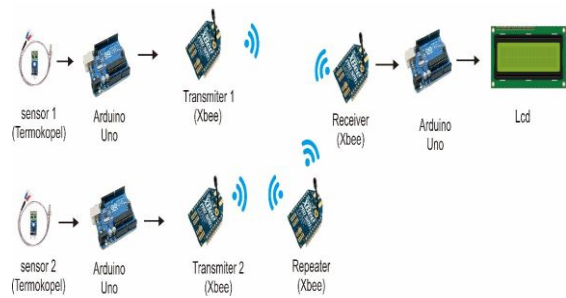 sensor 1
(Termokopel)
Arduino
Uno
Transmiter 1
(Xbee)
Receiver
(Xbee)
Arduino
Uno
Lcd
sensor 2
(Termokopel)
Arduino
Uno
Transmiter 2
(Xbee)
Repeater
(Xbee)